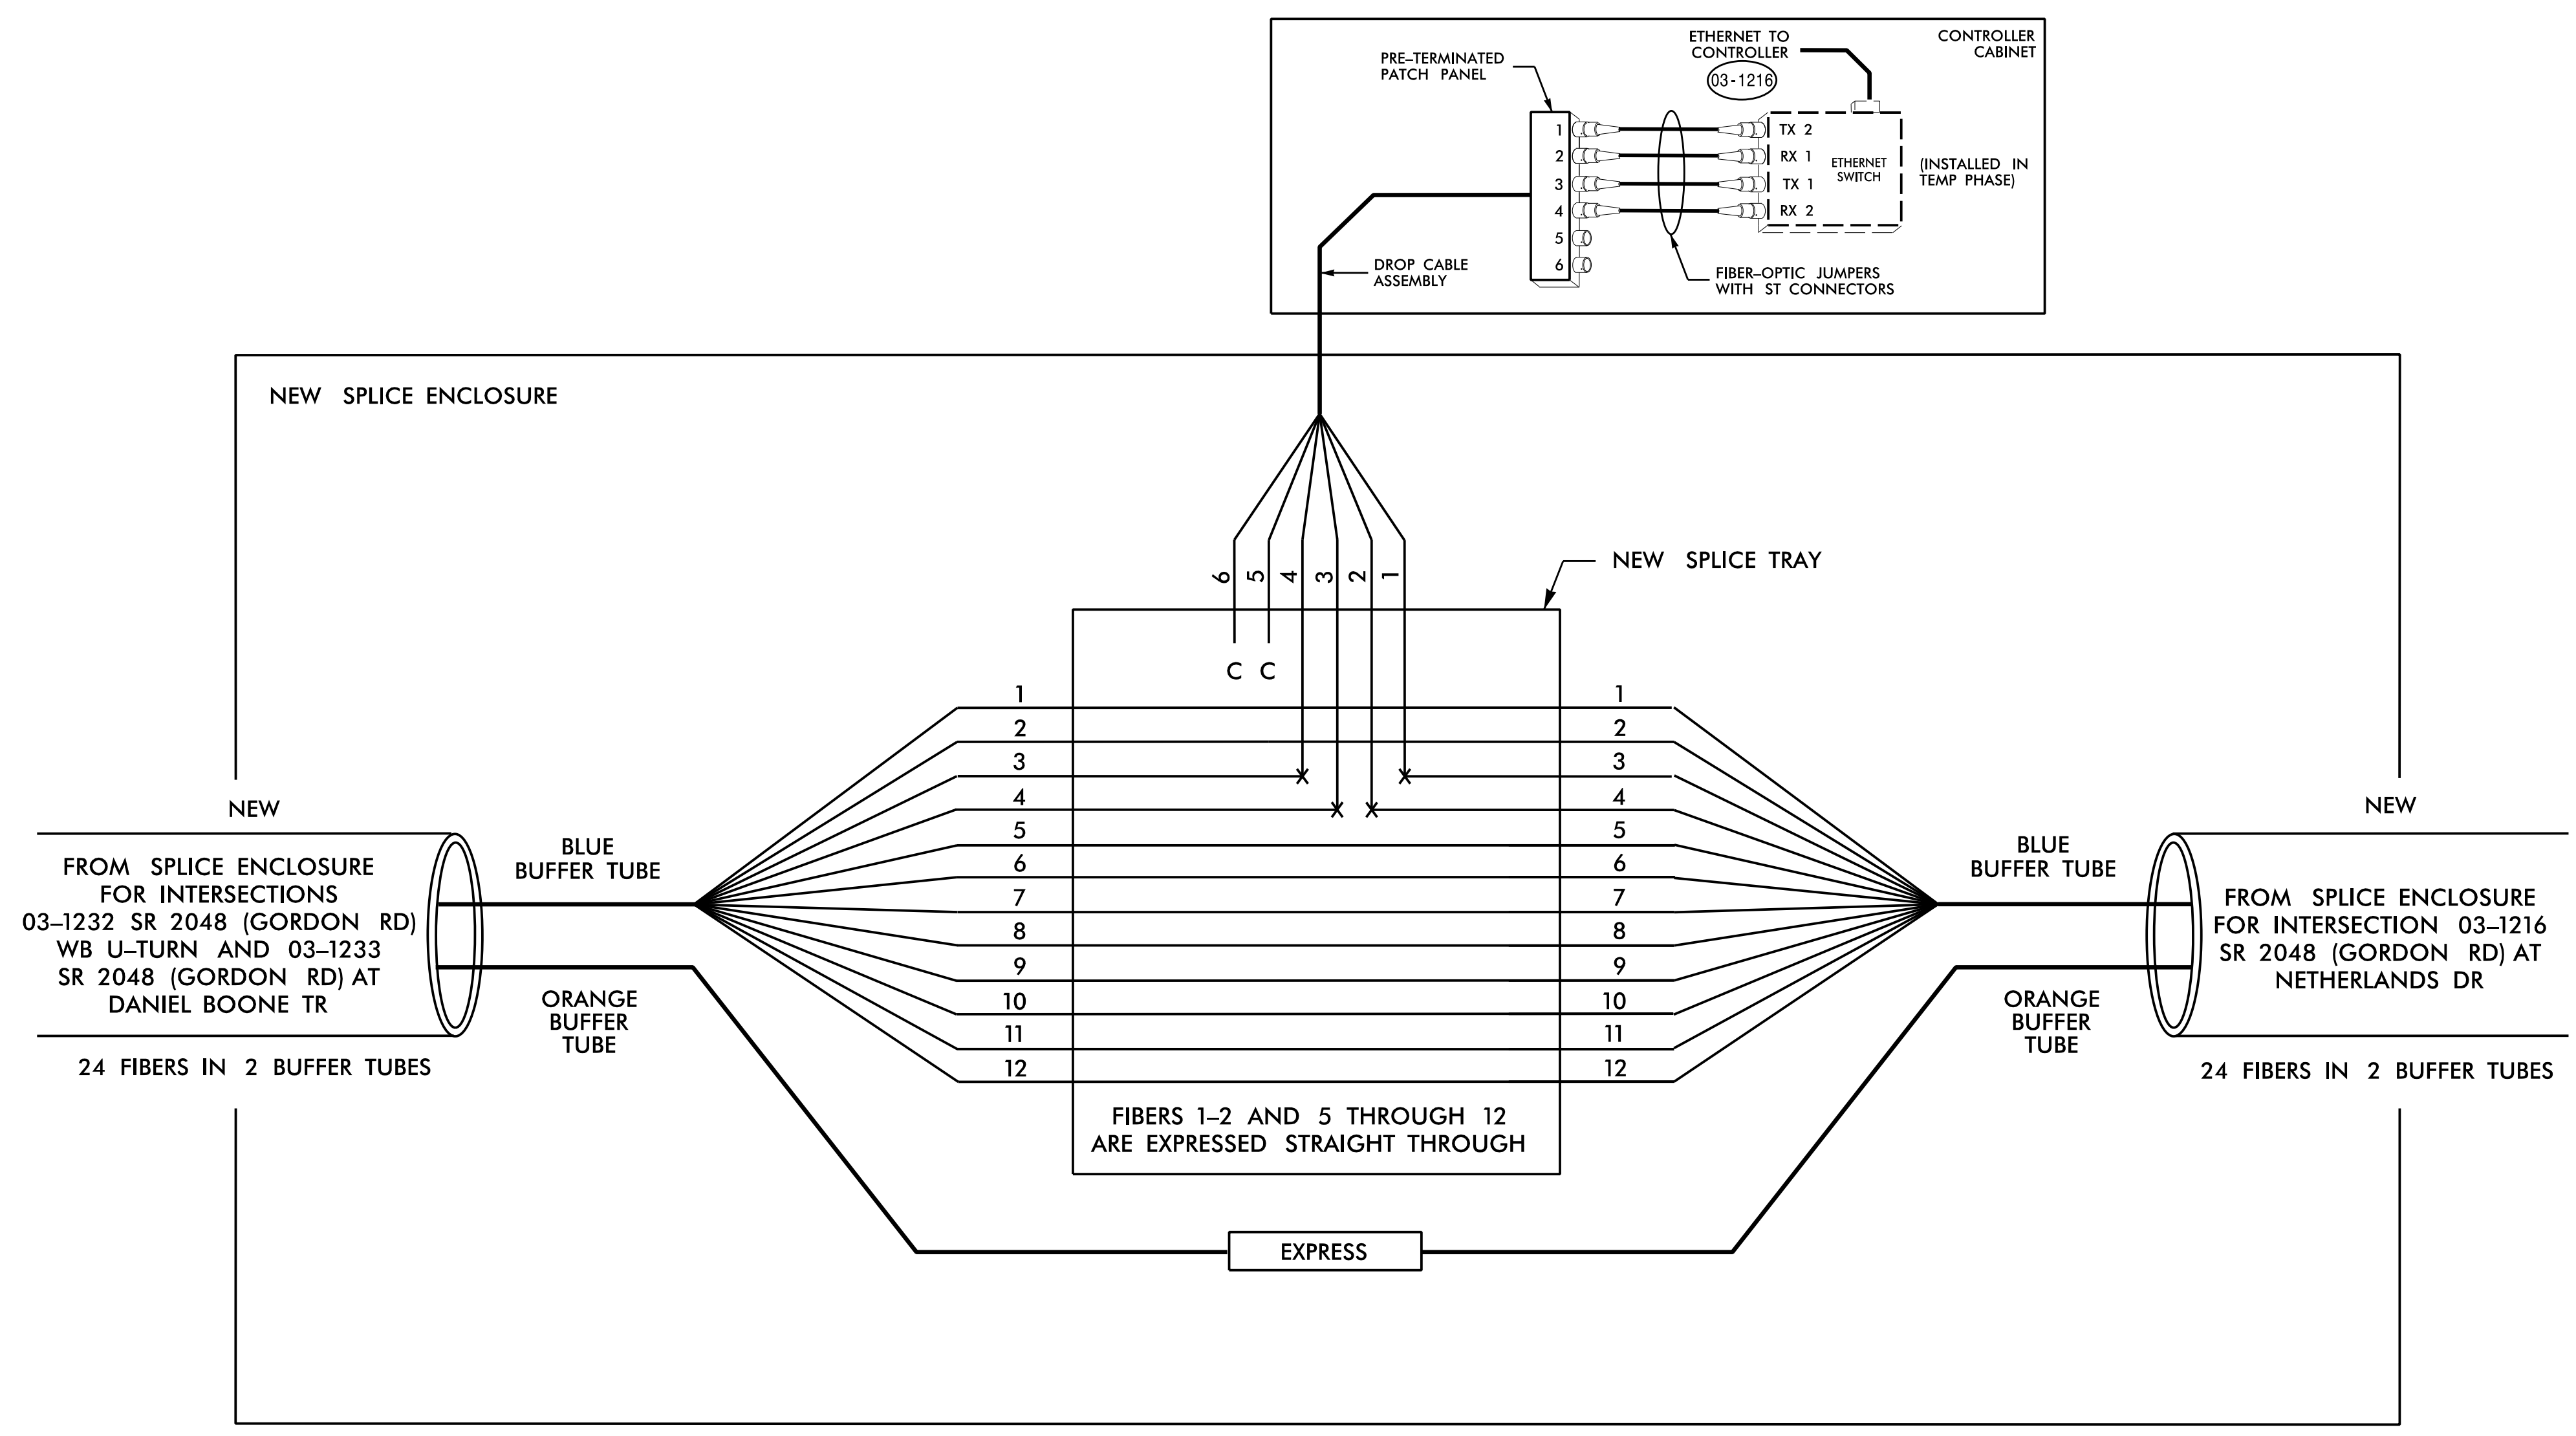 ETHERNET TO
CONTROLLER
03-1216
CONTROLLER
CABINET
PRE–TERMINATED
PATCH PANEL
1
2
3
4
5
6
TX 2
RX 1
TX 1
RX 2
ETHERNET
SWITCH
(INSTALLED IN
TEMP PHASE)
DROP CABLE
ASSEMBLY
FIBER–OPTIC JUMPERS
WITH ST CONNECTORS
NEW SPLICE ENCLOSURE
NEW SPLICE TRAY
6
5
4
3
2
1
C C
1
2
3
4
5
6
7
8
9
10
11
12
1
2
3
4
5
6
7
8
9
10
11
12
FIBERS 1–2 AND 5 THROUGH 12
ARE EXPRESSED STRAIGHT THROUGH
NEW
FROM SPLICE ENCLOSURE
FOR INTERSECTIONS
03–1232 SR 2048 (GORDON RD)
WB U–TURN AND 03–1233
SR 2048 (GORDON RD) AT
DANIEL BOONE TR
24 FIBERS IN 2 BUFFER TUBES
BLUE
BUFFER TUBE
ORANGE
BUFFER
TUBE
EXPRESS
BLUE
BUFFER TUBE
ORANGE
BUFFER
TUBE
NEW
FROM SPLICE ENCLOSURE
FOR INTERSECTION 03–1216
SR 2048 (GORDON RD) AT
NETHERLANDS DR
24 FIBERS IN 2 BUFFER TUBES